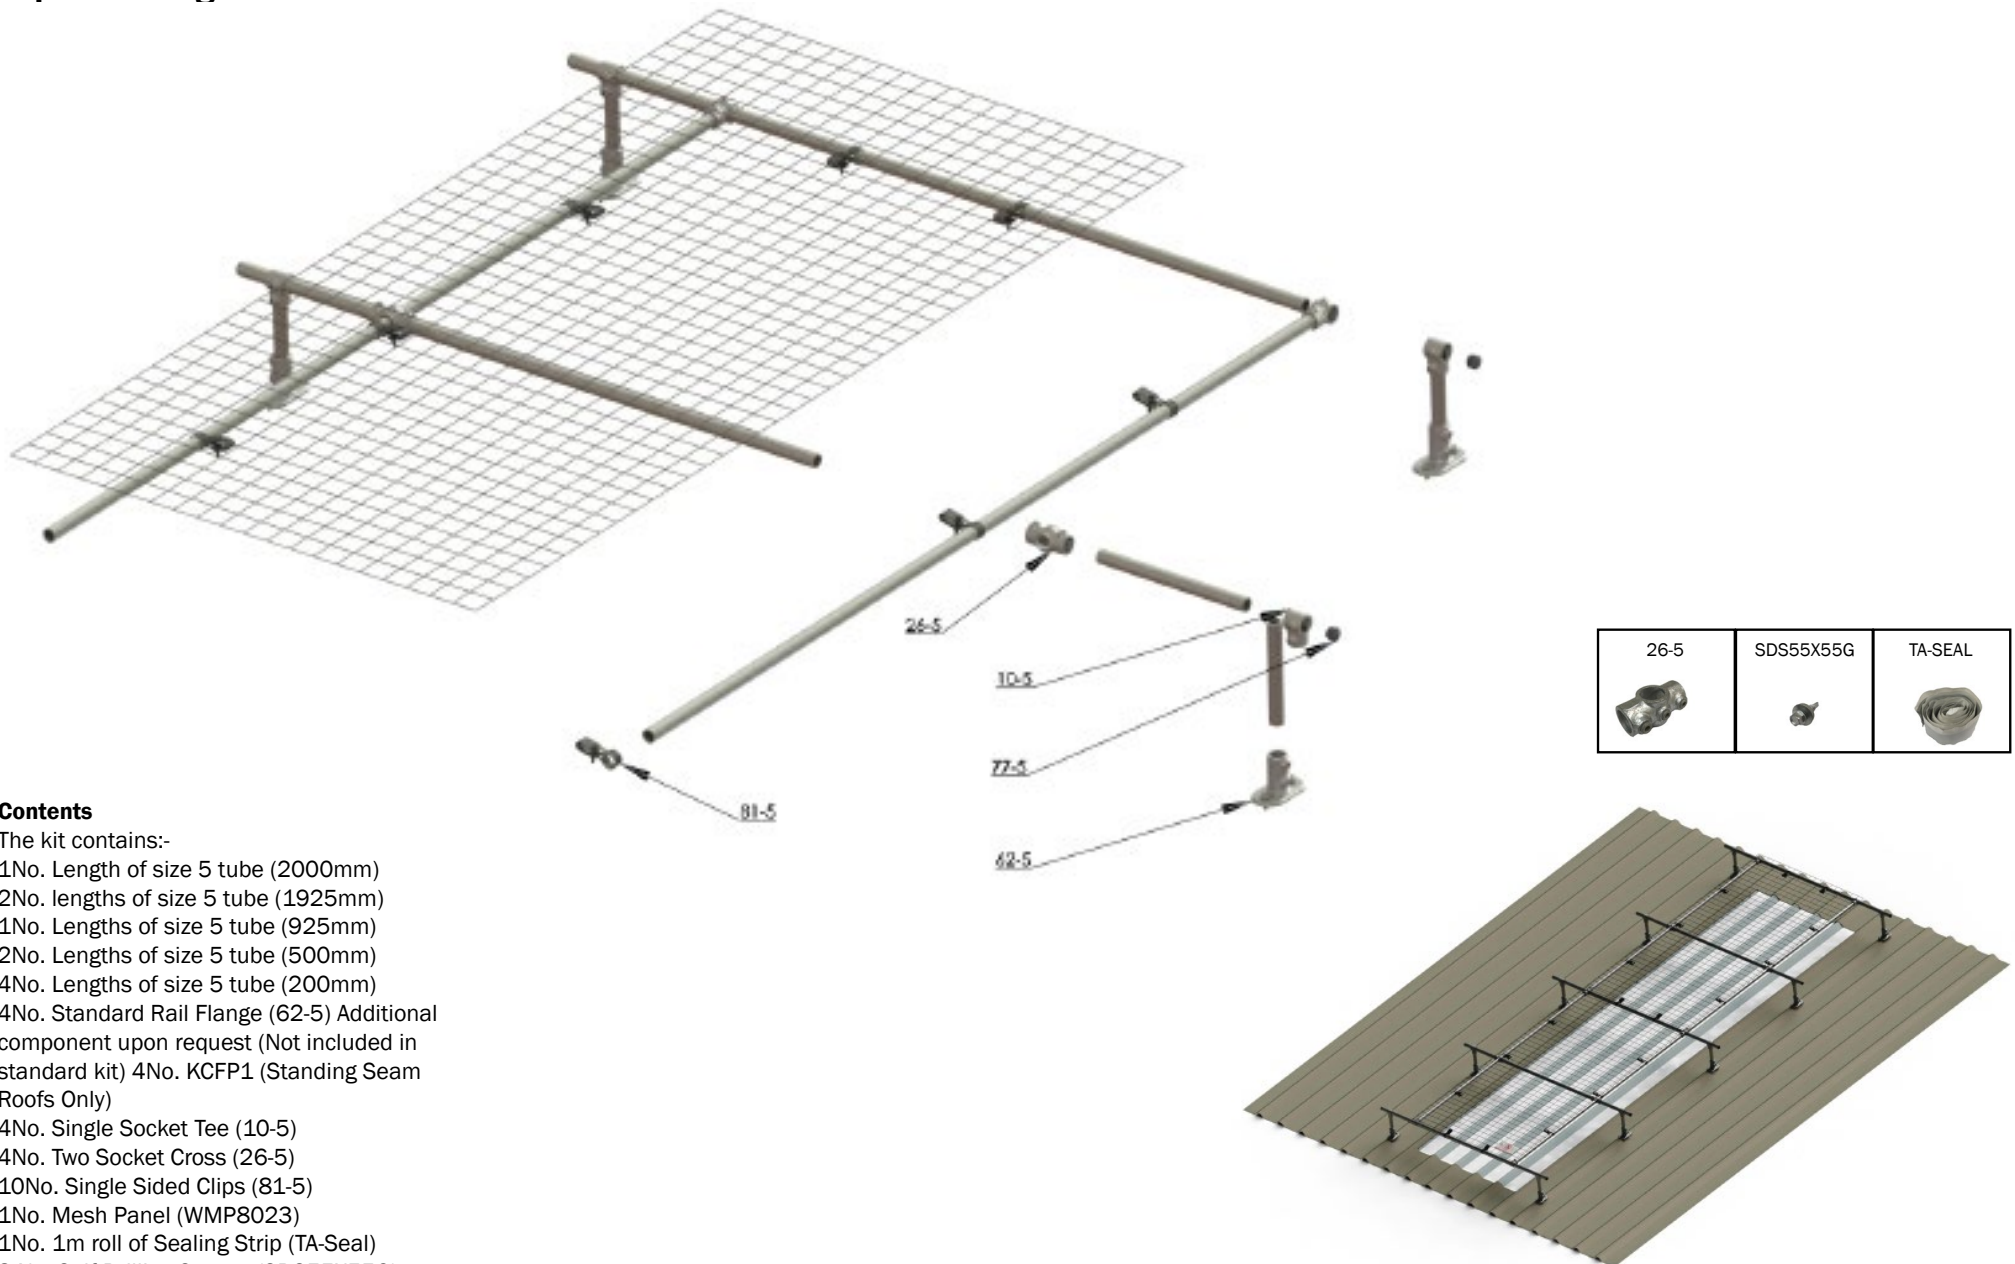 26-5
10-5
77-5
81-5
62-5
26-5
SDS55X55G
TA-SEAL
Contents
The kit contains:-
1No. Length of size 5 tube (2000mm)
2No. lengths of size 5 tube (1925mm)
1No. Lengths of size 5 tube (925mm)
2No. Lengths of size 5 tube (500mm)
4No. Lengths of size 5 tube (200mm)
4No. Standard Rail Flange (62-5) Additional
component upon request (Not included in
standard kit) 4No. KCFP1 (Standing Seam
Roofs Only)
4No. Single Socket Tee (10-5)
4No. Two Socket Cross (26-5)
10No. Single Sided Clips (81-5)
1No. Mesh Panel (WMP8023)
1No. 1m roll of Sealing Strip (TA-Seal)